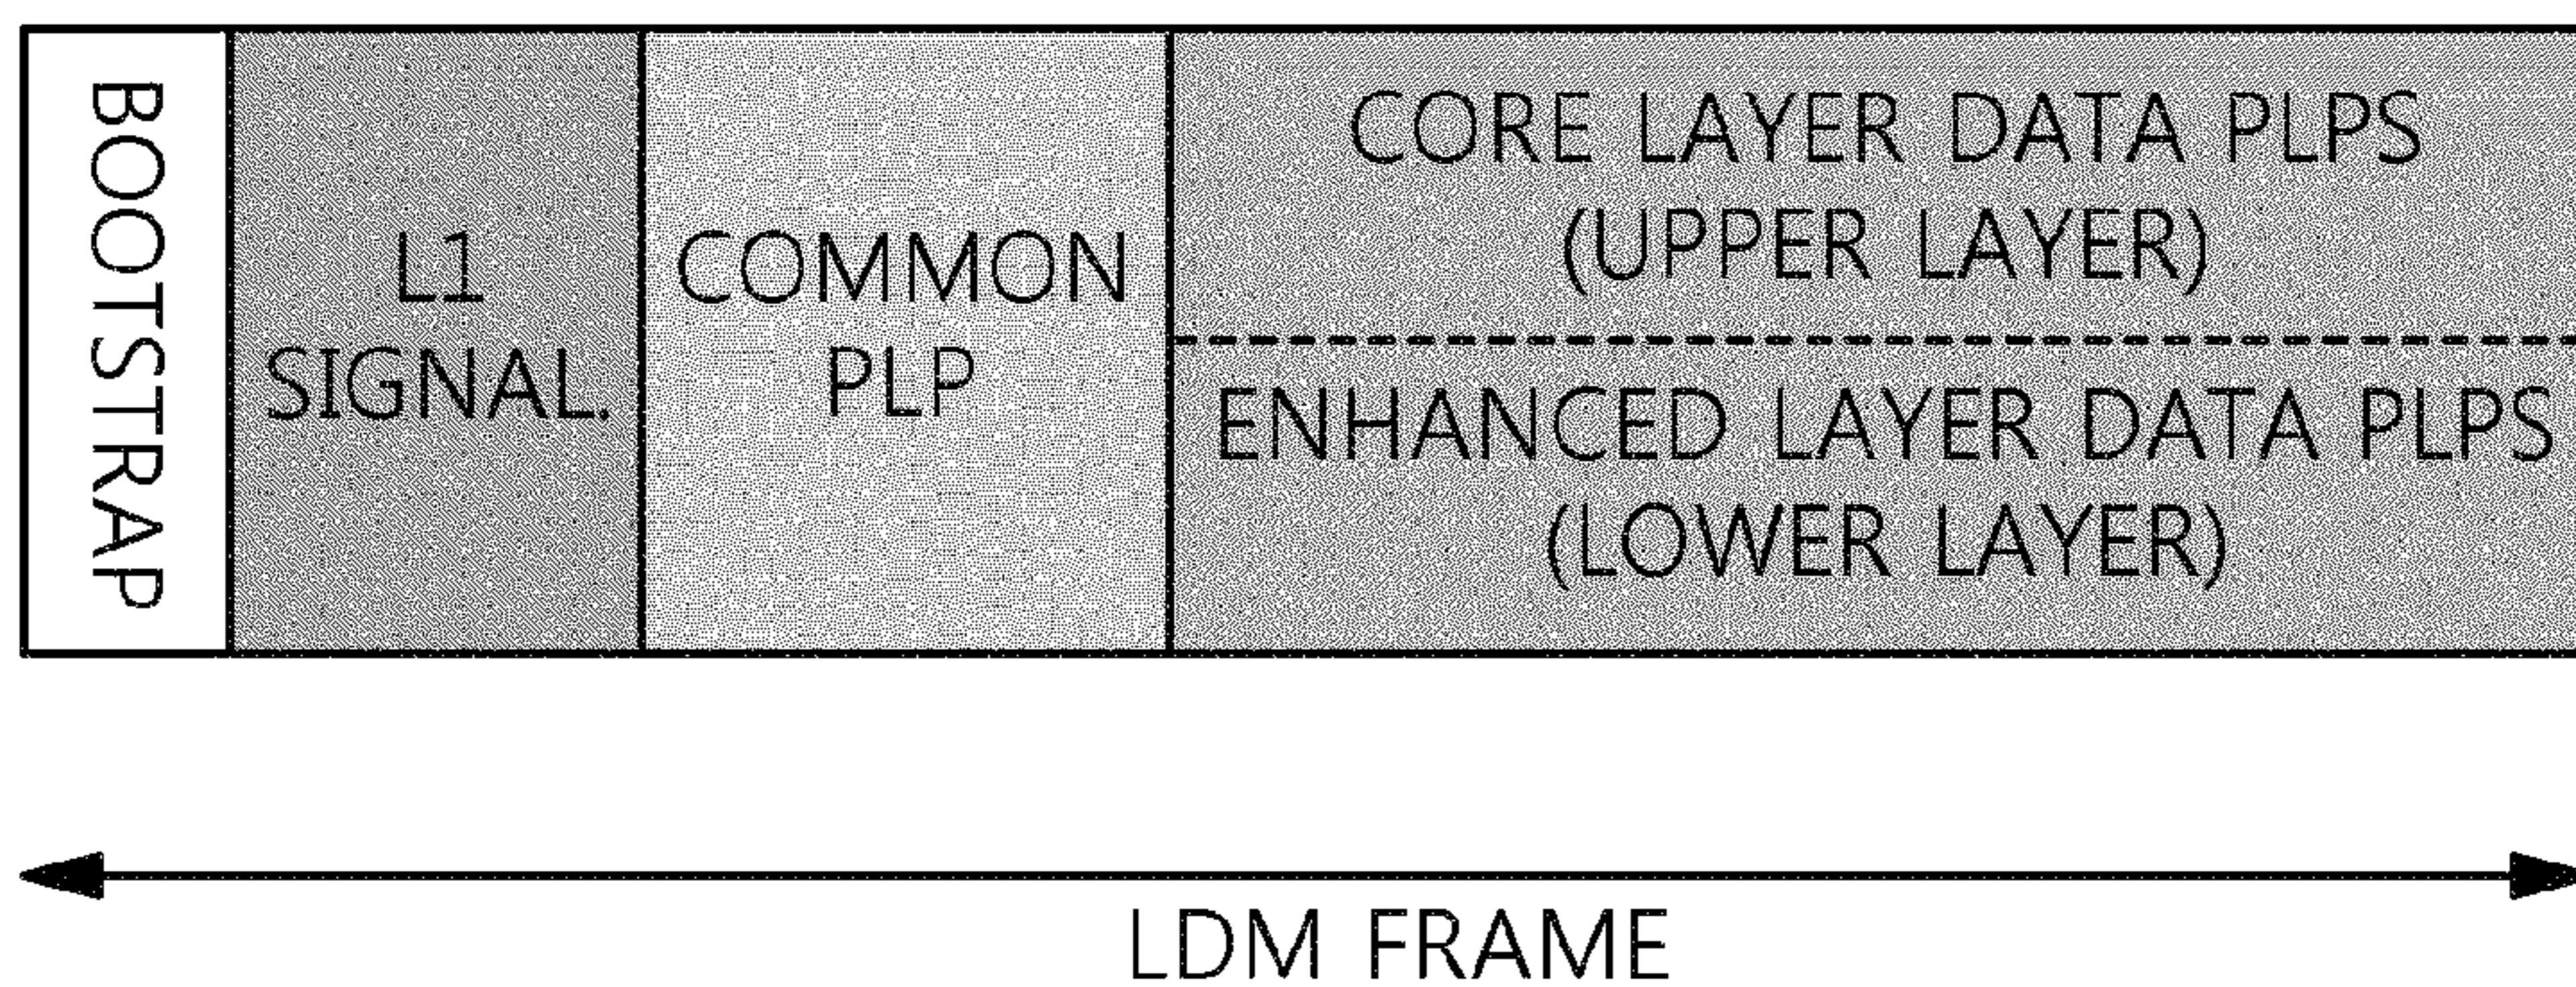 BOOTSTRAP
L1
SIGNAL.
COMMON
PLP
CORE LAYER DATA PLPS
(UPPER LAYER)
ENHANCED LAYER DATA PLPS
(LOWER LAYER)
LDM FRAME